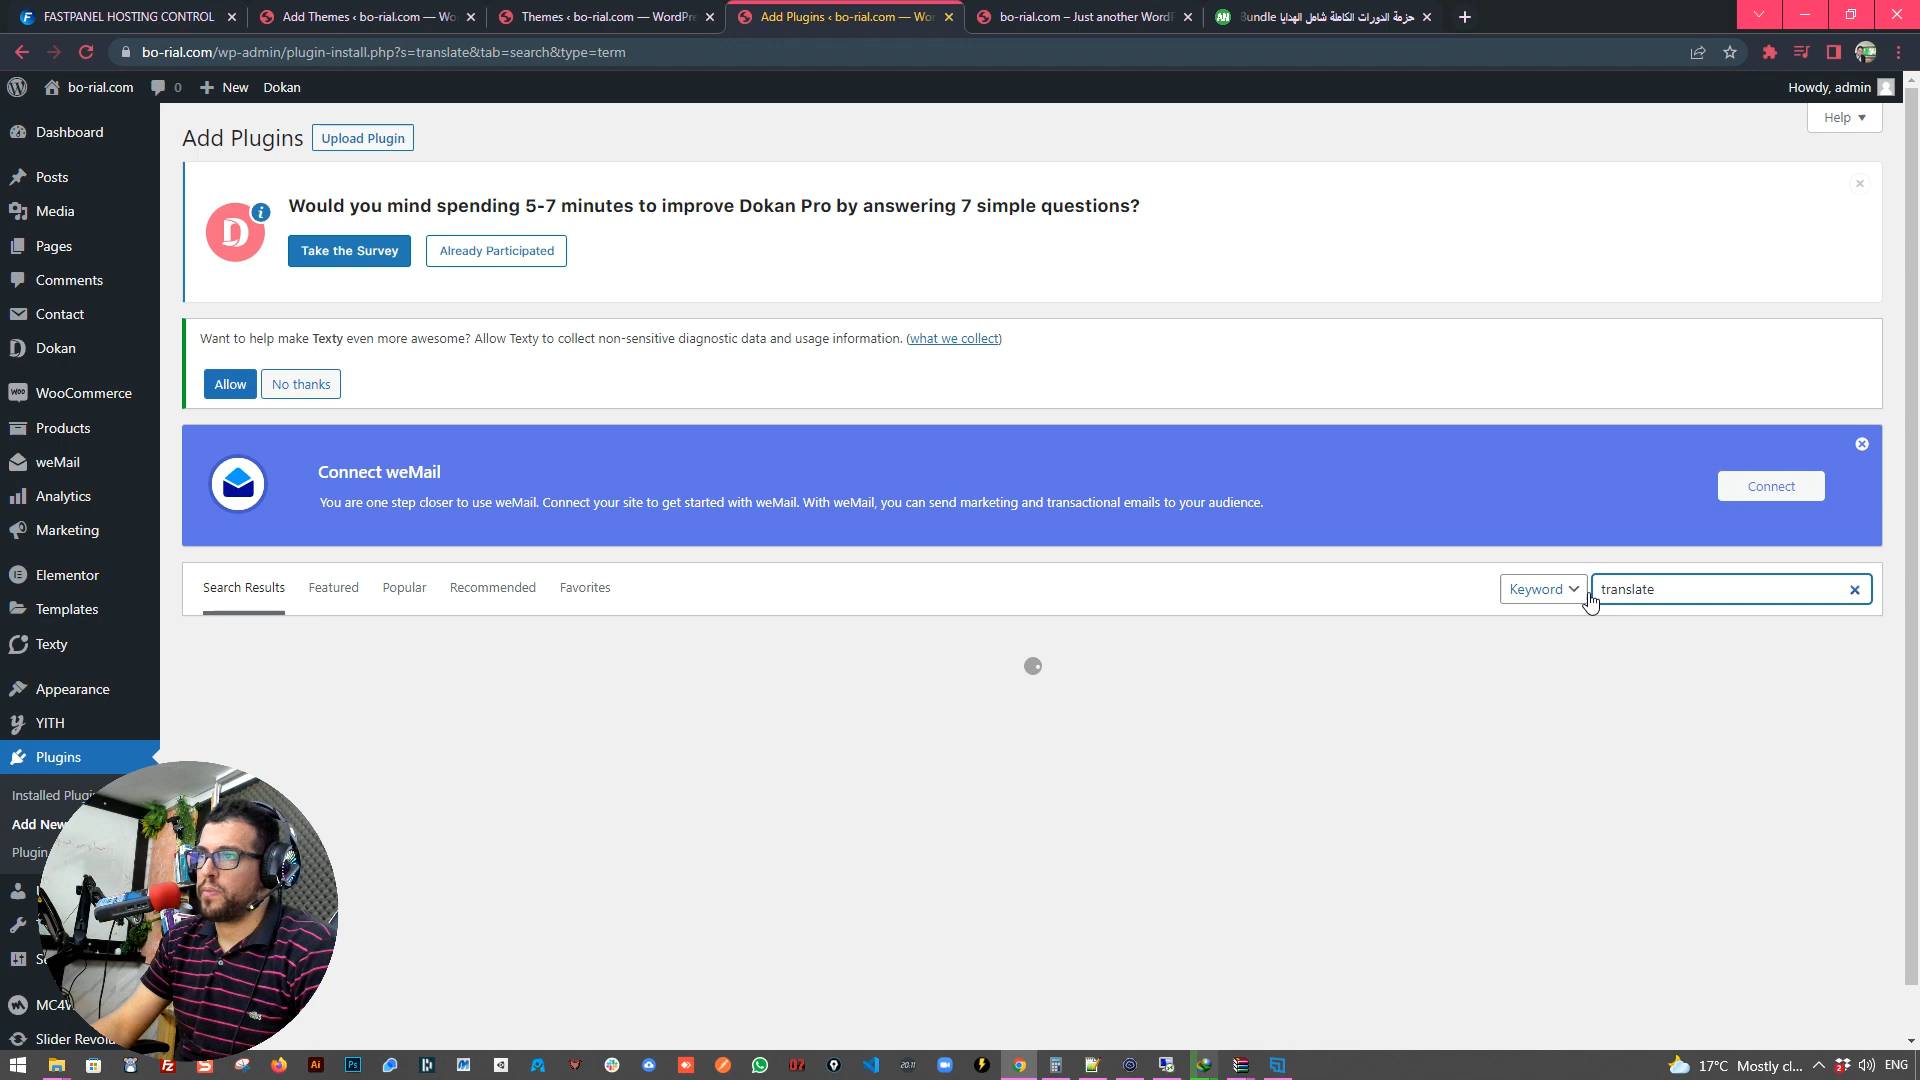 FASTPANEL HOSTING CONTROL
Add Themes ‹ bo-rial.com — Wo
Themes ‹ bo-rial.com — WordPre
Add Plugins ‹ bo-rial.com — Wor
bo-rial.com – Just another WordP
حزمة الدورات الكاملة شامل الهدايا Bundle
bo-rial.com/wp-admin/plugin-install.php?s=translate&tab=search&type=term
bo-rial.com
0
New
Dokan
Howdy, admin
Help
Dashboard
Posts
Media
Pages
Comments
Contact
Dokan
WooCommerce
Products
weMail
Analytics
Marketing
Elementor
Templates
Texty
Appearance
YITH
Plugins
Installed Plugi
Add New
Plugin
MC4W
Slider Revolu
Add Plugins
Upload Plugin
Would you mind spending 5-7 minutes to improve Dokan Pro by answering 7 simple questions?
Take the Survey
Already Participated
Want to help make Texty even more awesome? Allow Texty to collect non-sensitive diagnostic data and usage information. (what we collect)
Allow
No thanks
Connect weMail
You are one step closer to use weMail. Connect your site to get started with weMail. With weMail, you can send marketing and transactional emails to your audience.
Connect
Search Results
Featured
Popular
Recommended
Favorites
Keyword
translate
17°C Mostly cl...
ENG